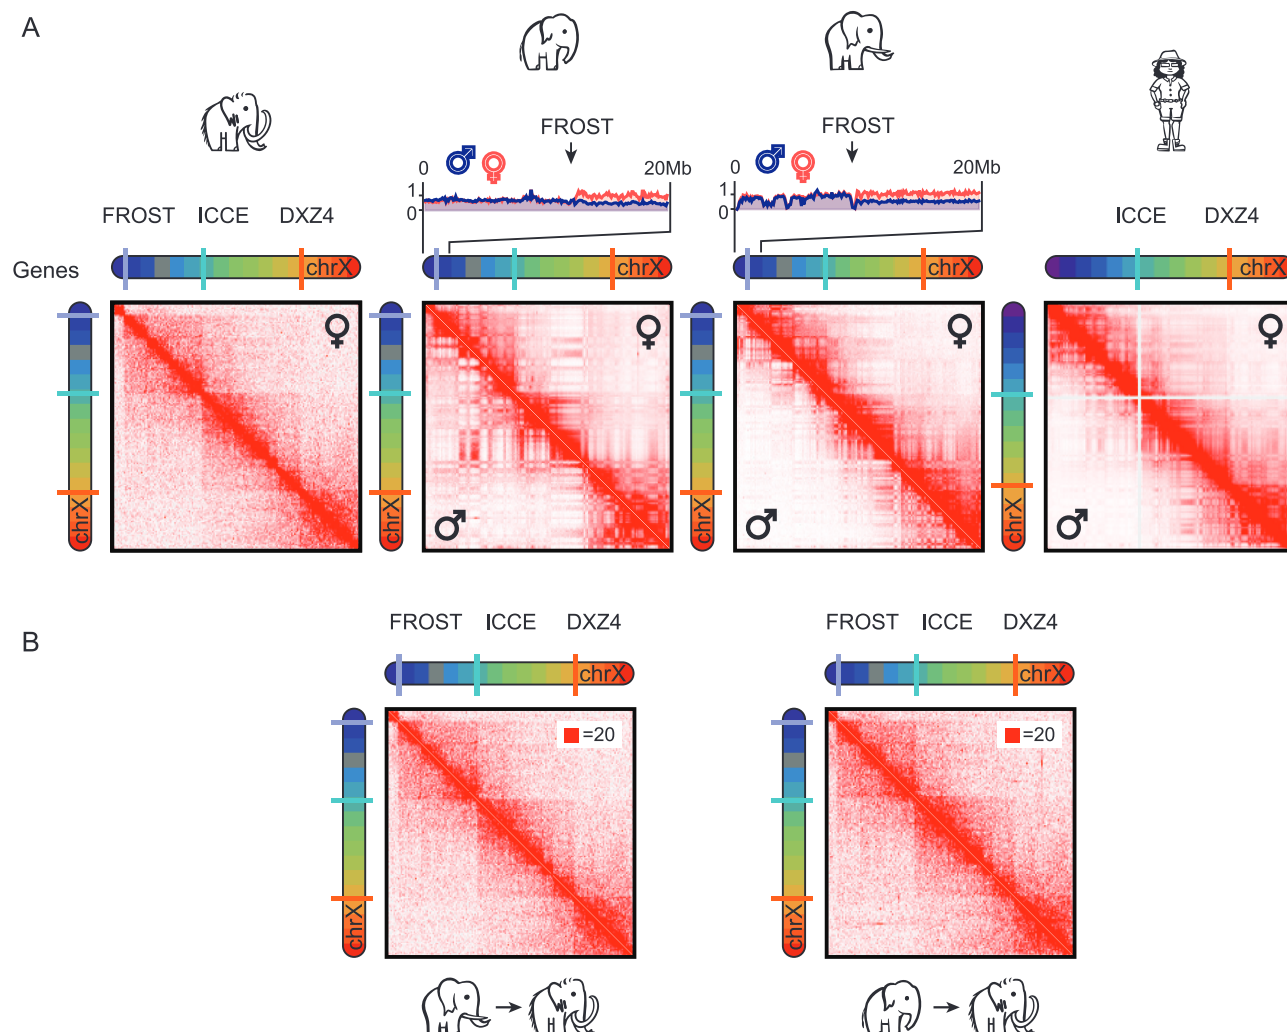 A
FROST
FROST
0
20Mb
0
20Mb
1
0
1
0
FROST ICCE DXZ4
ICCE DXZ4
Genes
chrX
chrX
chrX
chrX
♀
♀
♀
♀
chrX
chrX
chrX
chrX
♂
♂
♂
B
FROST ICCE DXZ4
FROST ICCE DXZ4
chrX
chrX
=20
=20
chrX
chrX